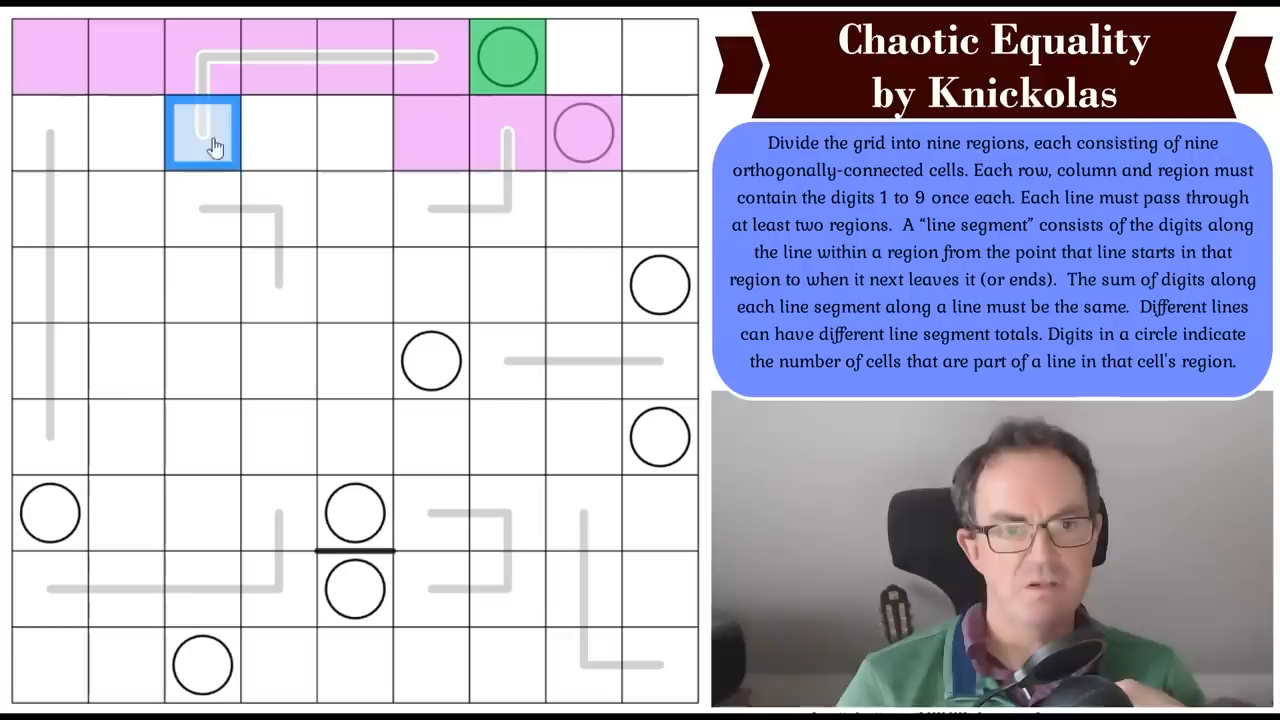 Chaotic Equality
by Knickolas
Divide the grid into nine regions, each consisting of nine
orthogonally-connected cells. Each row, column and region must
contain the digits 1 to 9 once each. Each line must pass through
at least two regions. A “line segment” consists of the digits along
the line within a region from the point that line starts in that
region to when it next leaves it (or ends). The sum of digits along
each line segment along a line must be the same. Different lines
can have different line segment totals. Digits in a circle indicate
the number of cells that are part of a line in that cell's region.